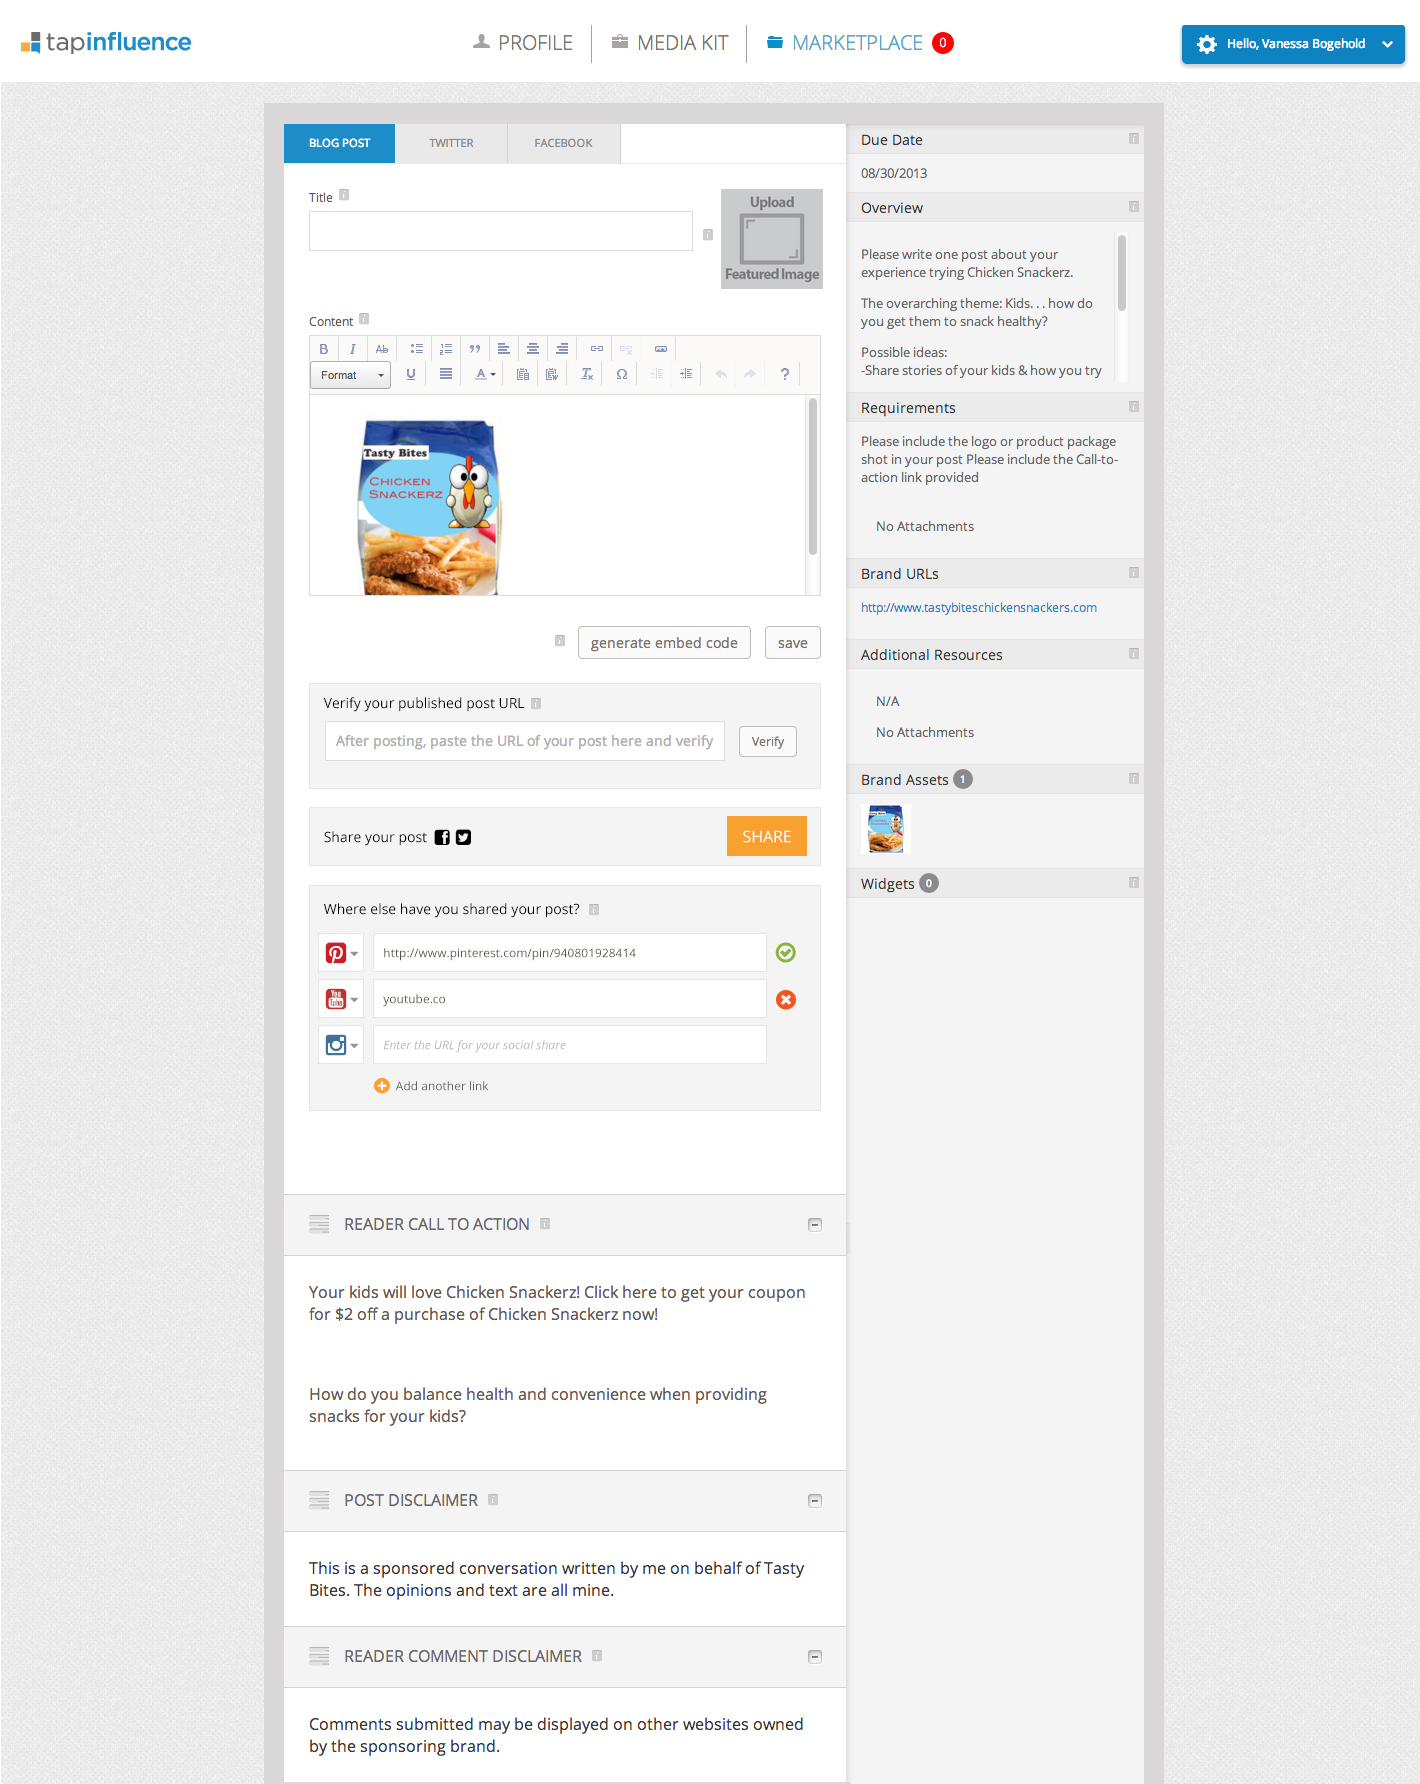 tapinfluence
PROFILE
MEDIA KIT
MARKETPLACE 0
Hello, Vanessa Bogehold
BLOG POST
TWITTER
FACEBOOK
Title
Upload
Featured Image
Content
B I Ab
Format
U A Ω ?
Tasty Bites
CHICKEN
SNACKERZ
generate embed code
save
Verify your published post URL
After posting, paste the URL of your post here and verify
Verify
Share your post
SHARE
Where else have you shared your post?
http://www.pinterest.com/pin/940801928414
You
Tube
youtube.co
Enter the URL for your social share
Add another link
READER CALL TO ACTION
Your kids will love Chicken Snackerz! Click here to get your coupon
for $2 off a purchase of Chicken Snackerz now!
How do you balance health and convenience when providing
snacks for your kids?
POST DISCLAIMER
This is a sponsored conversation written by me on behalf of Tasty
Bites. The opinions and text are all mine.
READER COMMENT DISCLAIMER
Comments submitted may be displayed on other websites owned
by the sponsoring brand.
Due Date
08/30/2013
Overview
Please write one post about your
experience trying Chicken Snackerz.
The overarching theme: Kids. . . how do
you get them to snack healthy?
Possible ideas:
-Share stories of your kids & how you try
Requirements
Please include the logo or product package
shot in your post Please include the Call-to-
action link provided
No Attachments
Brand URLs
http://www.tastybiteschickensnackers.com
Additional Resources
N/A
No Attachments
Brand Assets 1
Widgets 0